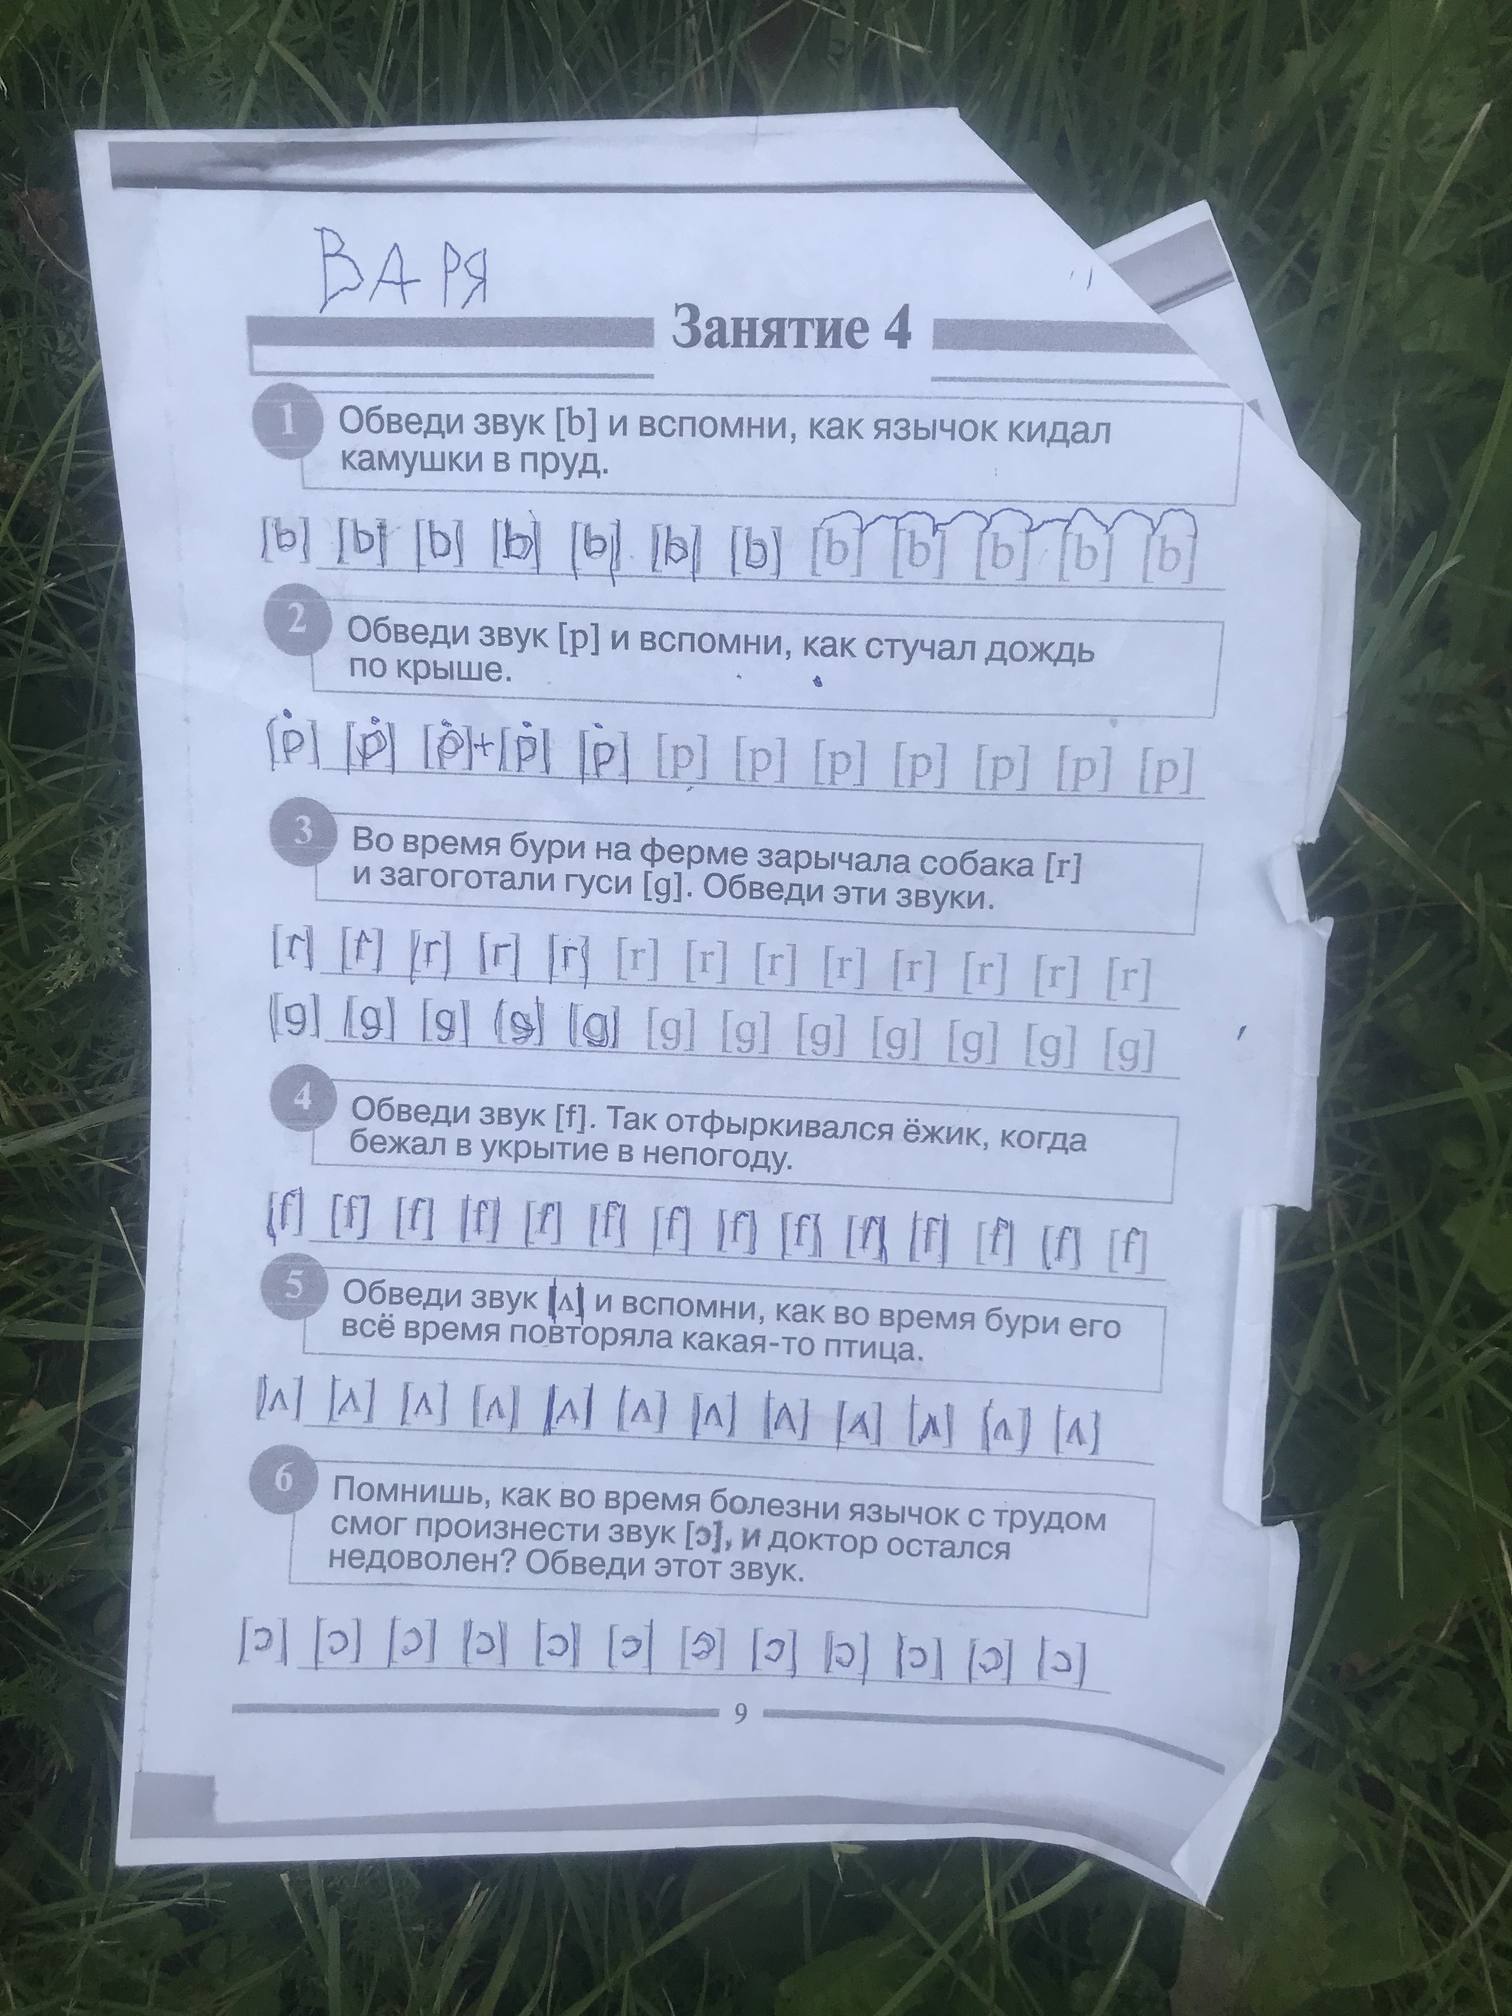 ВАРЯ
Занятие 4
1
Обведи звук [b] и вспомни, как язычок кидал
камушки в пруд.
[b] [b] [b] [b] [b] [b] [b] [b] [b] [b] [b] [b]
2
Обведи звук [p] и вспомни, как стучал дождь
по крыше.
[p] [p] [p]+[p] [p] [p] [p] [p] [p] [p] [p] [p]
3
Во время бури на ферме зарычала собака [r]
и загоготали гуси [g]. Обведи эти звуки.
[r] [r] [r] [r] [r] [r] [r] [r] [r] [r] [r] [r] [r]
[g] [g] [g] [g] [g] [g] [g] [g] [g] [g] [g] [g]
4
Обведи звук [f]. Так отфыркивался ёжик, когда
бежал в укрытие в непогоду.
[f] [f] [f] [f] [f] [f] [f] [f] [f] [f] [f] [f] [f] [f]
5
Обведи звук [ʌ] и вспомни, как во время бури его
всё время повторяла какая-то птица.
[ʌ] [ʌ] [ʌ] [ʌ] [ʌ] [ʌ] [ʌ] [ʌ] [ʌ] [ʌ] [ʌ] [ʌ]
6
Помнишь, как во время болезни язычок с трудом
смог произнести звук [ɔ], и доктор остался
недоволен? Обведи этот звук.
[ɔ] [ɔ] [ɔ] [ɔ] [ɔ] [ɔ] [ɔ] [ɔ] [ɔ] [ɔ] [ɔ] [ɔ]
9